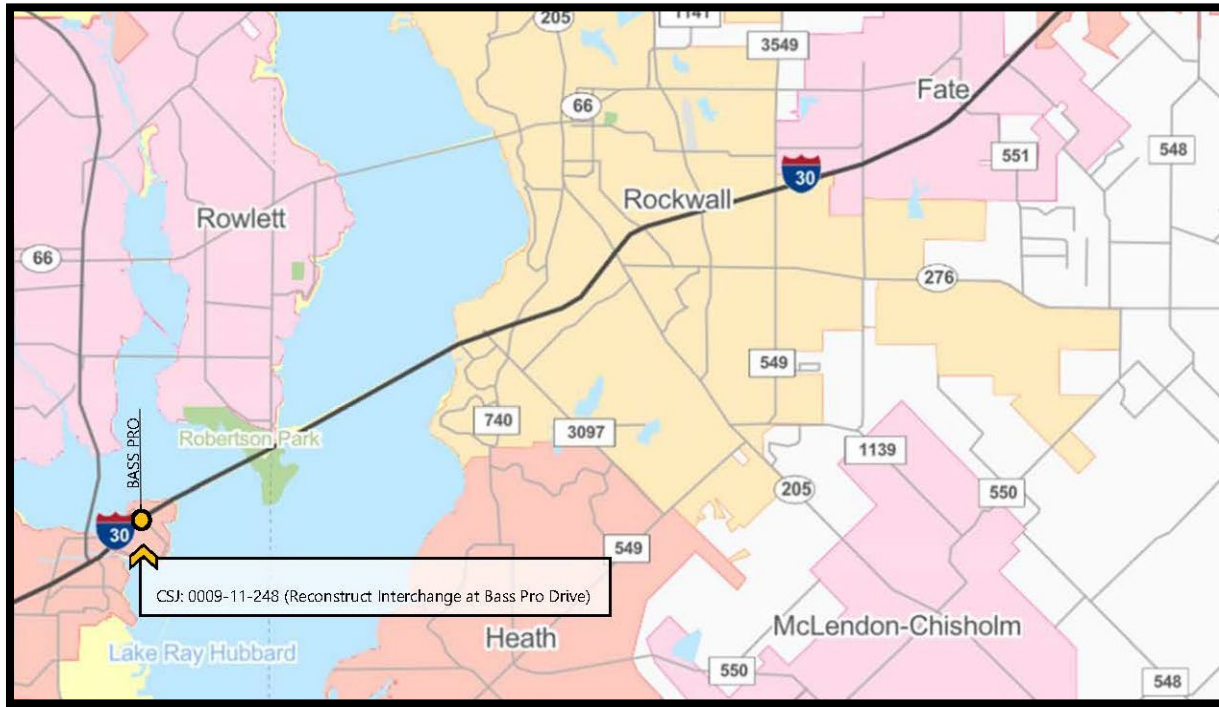 205
1141
3549
Fate
66
551
548
30
Rockwall
Rowlett
66
276
549
740
3097
Robertson Park
BASS PRO
1139
205
550
30
549
CSJ: 0009-11-248 (Reconstruct Interchange at Bass Pro Drive)
Heath
McLendon-Chisholm
Lake Ray Hubbard
550
548